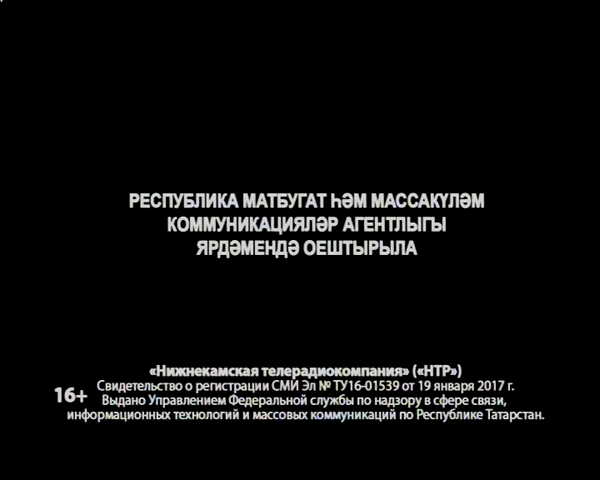 РЕСПУБЛИКА МАТБУГАТ ҺӘМ МАССАКҮЛӘМ
КОММУНИКАЦИЯЛӘР АГЕНТЛЫГЫ
ЯРДӘМЕНДӘ ОЕШТЫРЫЛА
«Нижнекамская телерадиокомпания» («НТР»)
Свидетельство о регистрации СМИ Эл № ТУ16-01539 от 19 января 2017 г.
16+
Выдано Управлением Федеральной службы по надзору в сфере связи,
информационных технологий и массовых коммуникаций по Республике Татарстан.